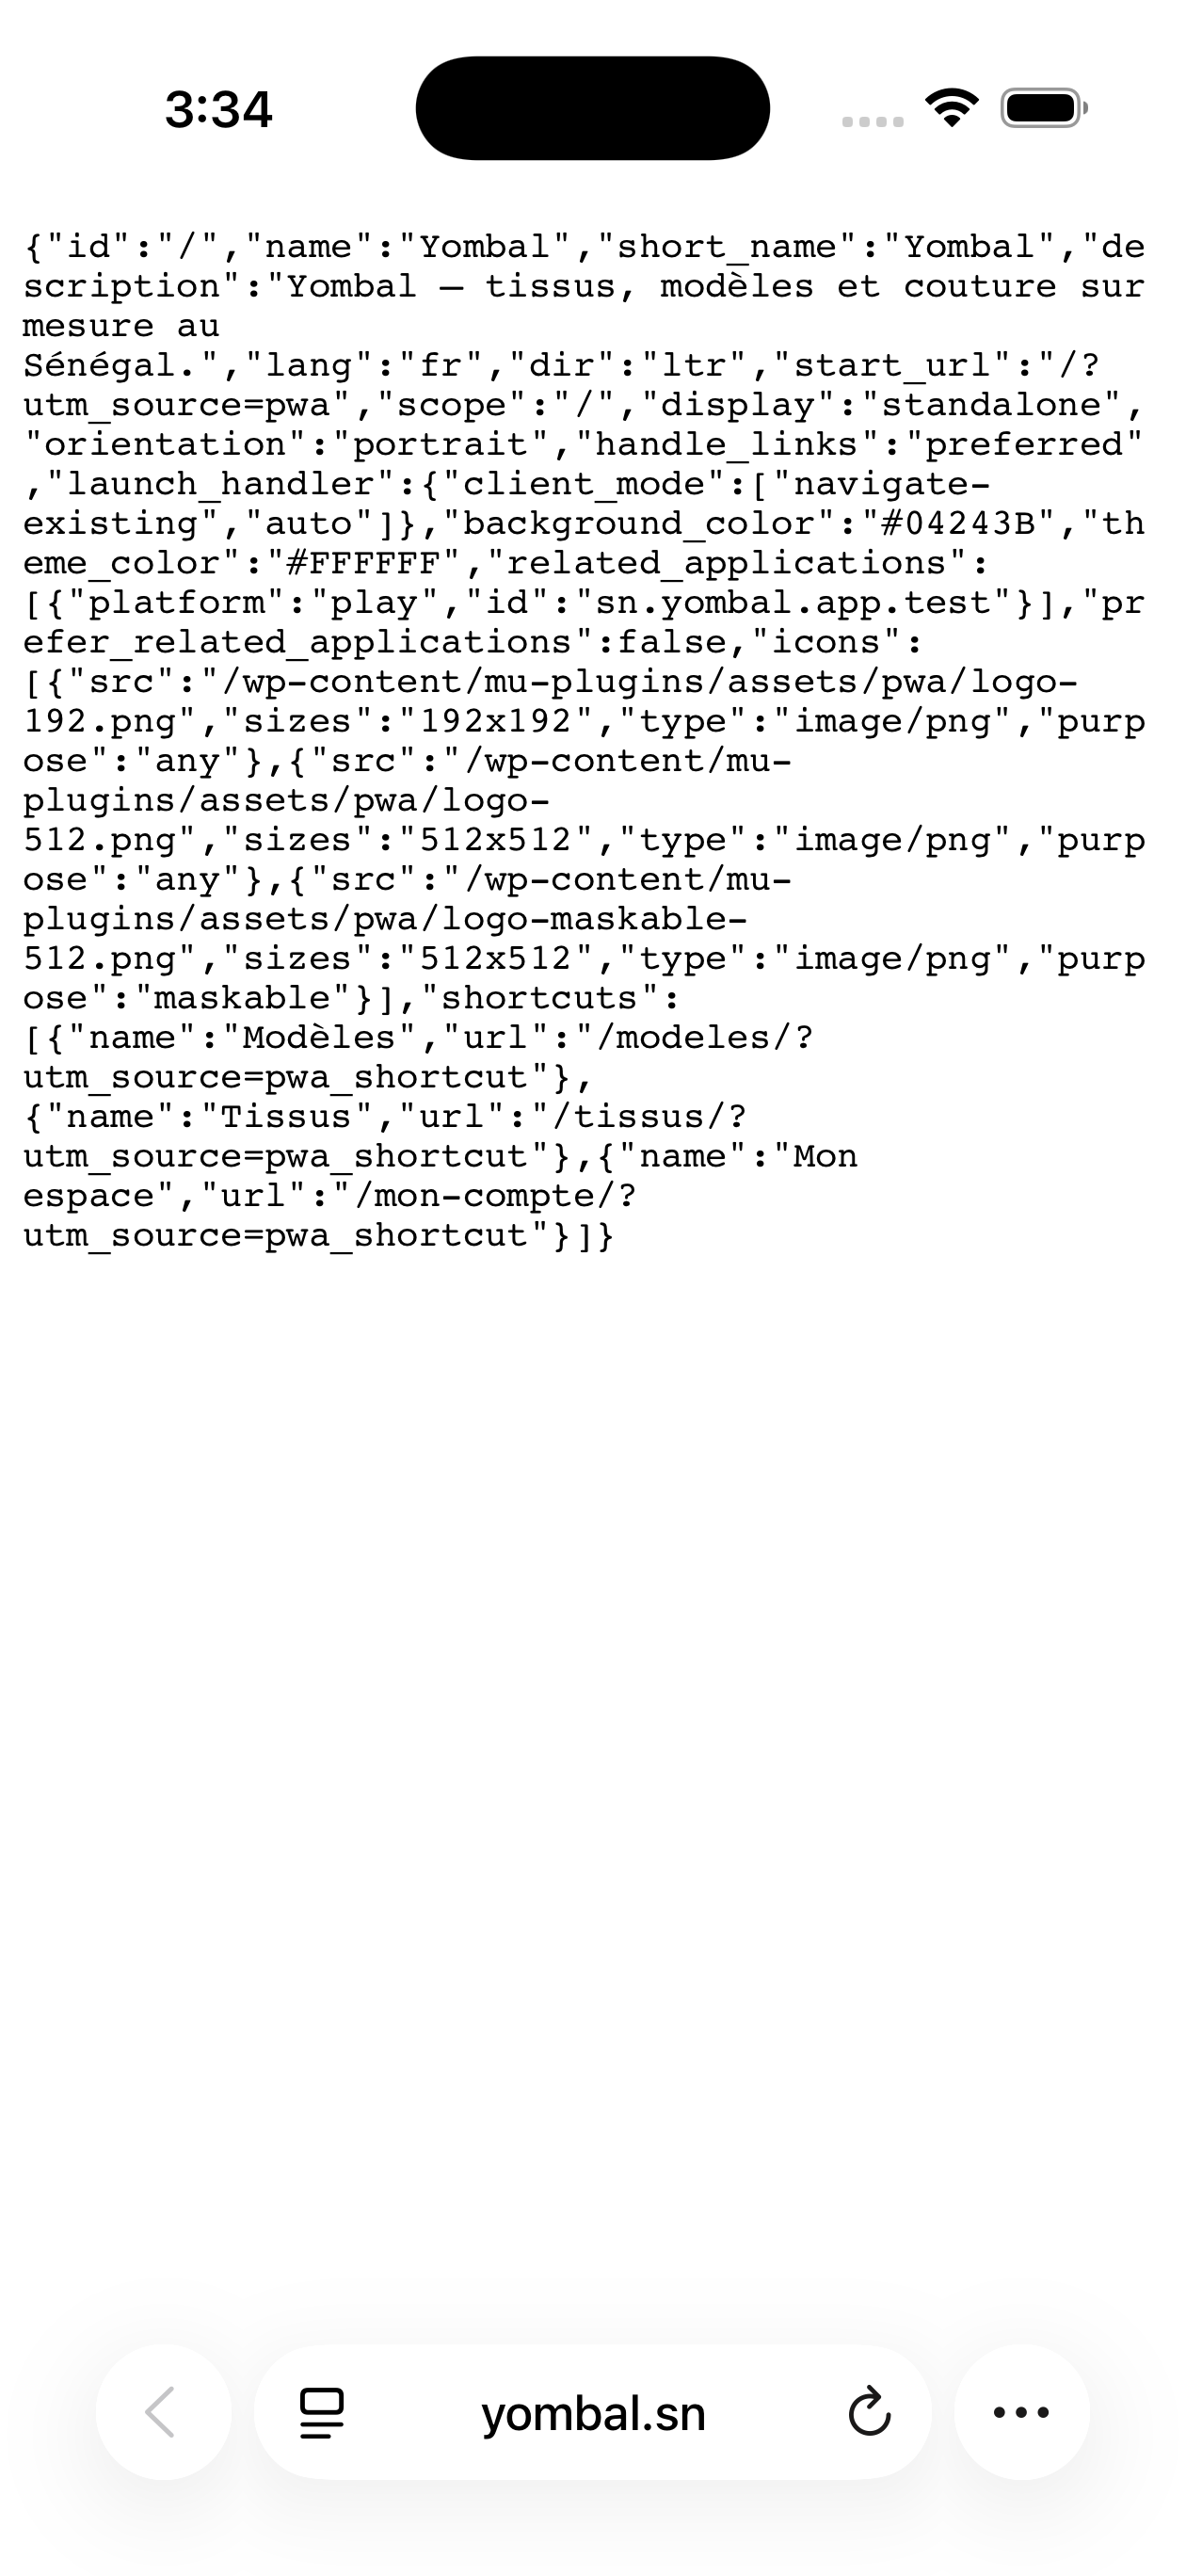 3:34
{"id":"/","name":"Yombal","short_name":"Yombal","de
scription":"Yombal — tissus, modèles et couture sur
mesure au
Sénégal.","lang":"fr","dir":"ltr","start_url":"/?
utm_source=pwa","scope":"/","display":"standalone",
"orientation":"portrait","handle_links":"preferred"
,"launch_handler":{"client_mode":["navigate-
existing","auto"]},"background_color":"#04243B","th
eme_color":"#FFFFFF","related_applications":
[{"platform":"play","id":"sn.yombal.app.test"}],"pr
efer_related_applications":false,"icons":
[{"src":"/wp-content/mu-plugins/assets/pwa/logo-
192.png","sizes":"192x192","type":"image/png","purp
ose":"any"},{"src":"/wp-content/mu-
plugins/assets/pwa/logo-
512.png","sizes":"512x512","type":"image/png","purp
ose":"any"},{"src":"/wp-content/mu-
plugins/assets/pwa/logo-maskable-
512.png","sizes":"512x512","type":"image/png","purp
ose":"maskable"}],"shortcuts":
[{"name":"Modèles","url":"/modeles/?
utm_source=pwa_shortcut"},
{"name":"Tissus","url":"/tissus/?
utm_source=pwa_shortcut"},{"name":"Mon
espace","url":"/mon-compte/?
utm_source=pwa_shortcut"}]}
yombal.sn